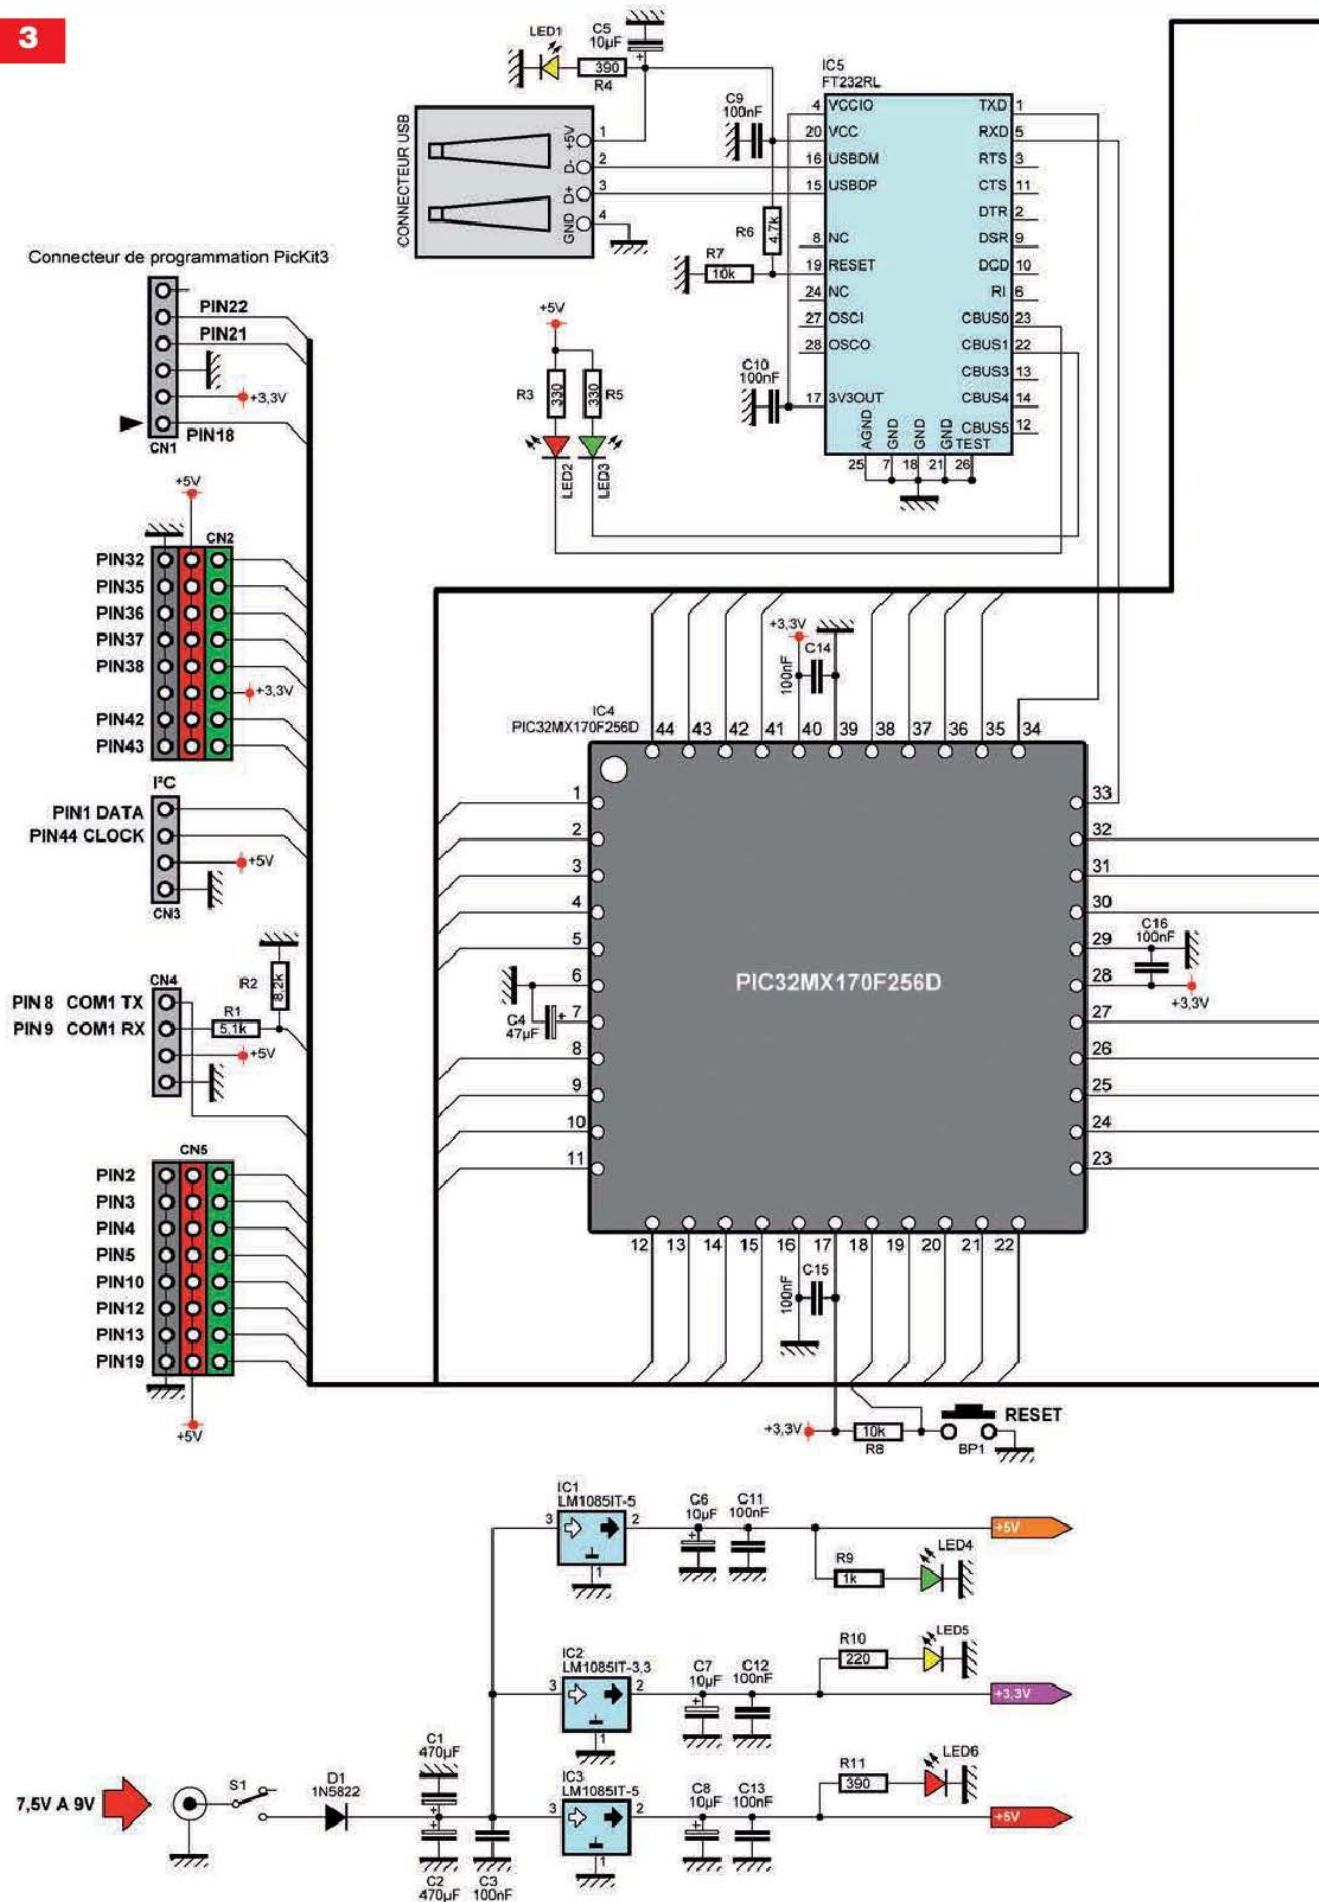 3
LED1
C5
10µF
390
R4
CONNECTEUR USB
+5V 1
D- 2
D+ 3
GND 4
C9
100nF
R6
4,7k
R7
10k
IC5
FT232RL
4 VCCIO
20 VCC
16 USBDM
15 USBDP
8 NC
19 RESET
24 NC
27 OSCI
28 OSCO
17 3V3OUT
TXD 1
RXD 5
RTS 3
CTS 11
DTR 2
DSR 9
DCD 10
RI 6
CBUS0 23
CBUS1 22
CBUS3 13
CBUS4 14
CBUS5 12
AGND GND GND GND TEST
25 7 18 21 26
C10
100nF
+5V
R3 330 330 R5
LED2 LED3
Connecteur de programmation PicKit3
PIN22
PIN21
+3,3V
PIN18
CN1
+5V
CN2
PIN32
PIN35
PIN36
PIN37
PIN38
+3,3V
PIN42
PIN43
I²C
PIN1 DATA
PIN44 CLOCK
+5V
CN3
CN4
R2
8,2k
PIN8 COM1 TX
R1
PIN9 COM1 RX 5,1k
+5V
CN5
PIN2
PIN3
PIN4
PIN5
PIN10
PIN12
PIN13
PIN19
+5V
+3,3V
C14
100nF
IC4
PIC32MX170F256D
44 43 42 41 40 39 38 37 36 35 34
1
2
3
4
5
6
7
8
9
10
11
C4
47µF +
PIC32MX170F256D
33
32
31
30
29
28
27
26
25
24
23
C16
100nF
+3,3V
12 13 14 15 16 17 18 19 20 21 22
C15
100nF
+3,3V
10k
R8
BP1
RESET
IC1
LM1085IT-5
3 2
1
C6
10µF
+
C11
100nF
+5V
R9
1k
LED4
IC2
LM1085IT-3,3
3 2
1
C7
10µF
+
C12
100nF
R10
220
LED5
+3,3V
IC3
LM1085IT-5
3 2
1
C8
10µF
+
C13
100nF
R11
390
LED6
+5V
7,5V A 9V
S1
D1
1N5822
C1
470µF
+
+
C2
470µF
C3
100nF